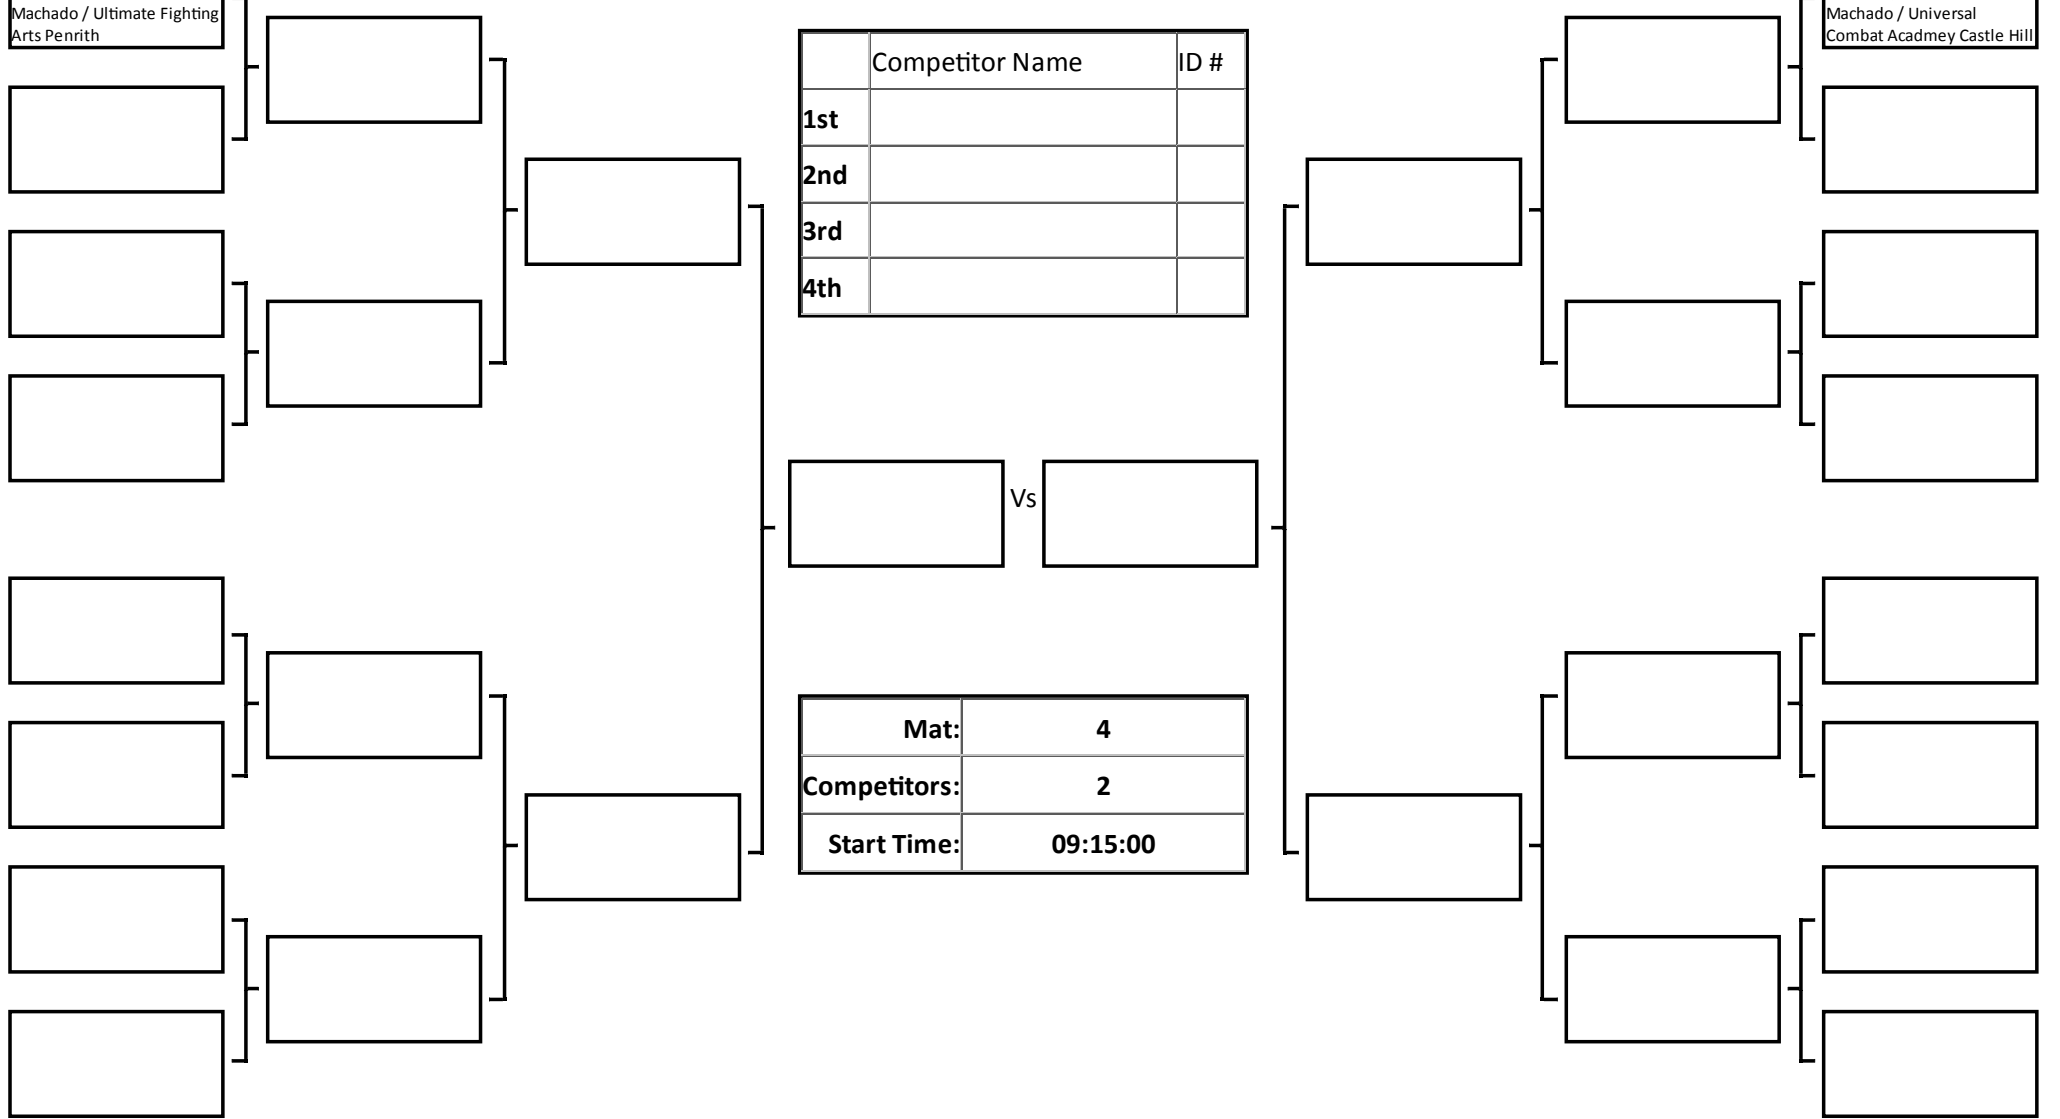 Machado / Ultimate Fighting
Arts Penrith
Machado / Universal
Combat Acadmey Castle Hill
Competitor Name ID #
1st
2nd
3rd
4th
Vs
Mat: 4
Competitors: 2
Start Time: 09:15:00